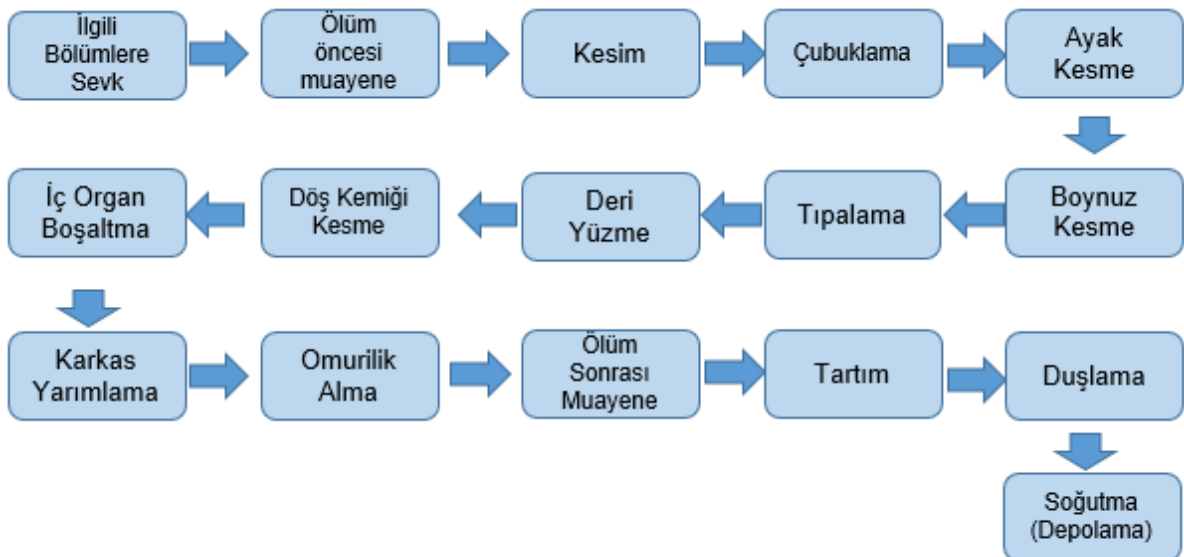 İlgili
Bölümlere
Sevk
Ölüm
öncesi
muayene
Kesim
Çubuklama
Ayak
Kesme
Boynuz
Kesme
Tıpalama
Deri
Yüzme
Döş Kemiği
Kesme
İç Organ
Boşaltma
Karkas
Yarımlama
Omurilik
Alma
Ölüm
Sonrası
Muayene
Tartım
Duşlama
Soğutma
(Depolama)